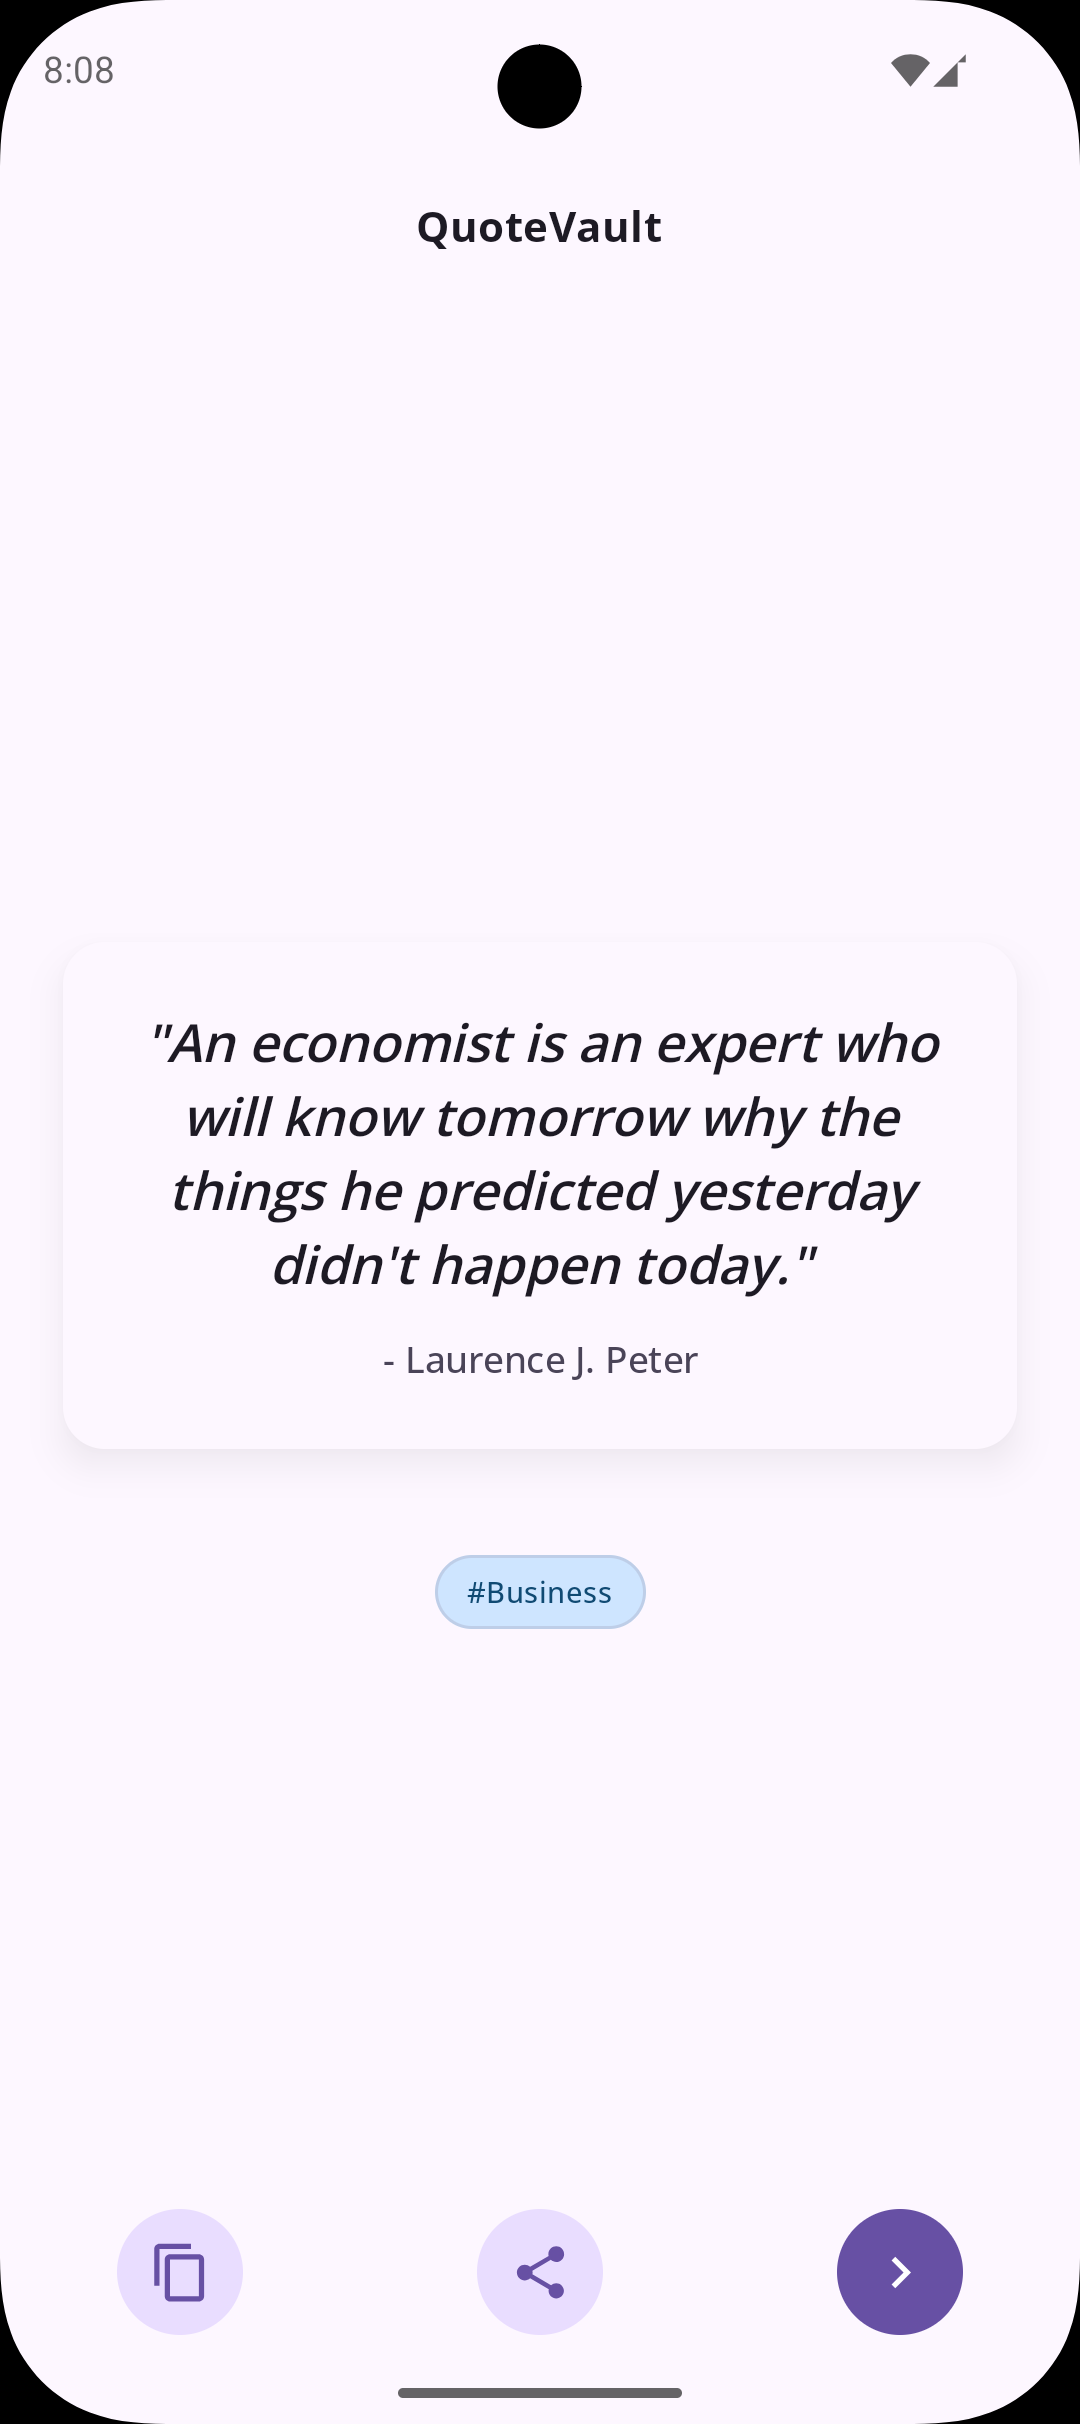 8:08
QuoteVault
"An economist is an expert who
will know tomorrow why the
things he predicted yesterday
didn't happen today."
- Laurence J. Peter
#Business